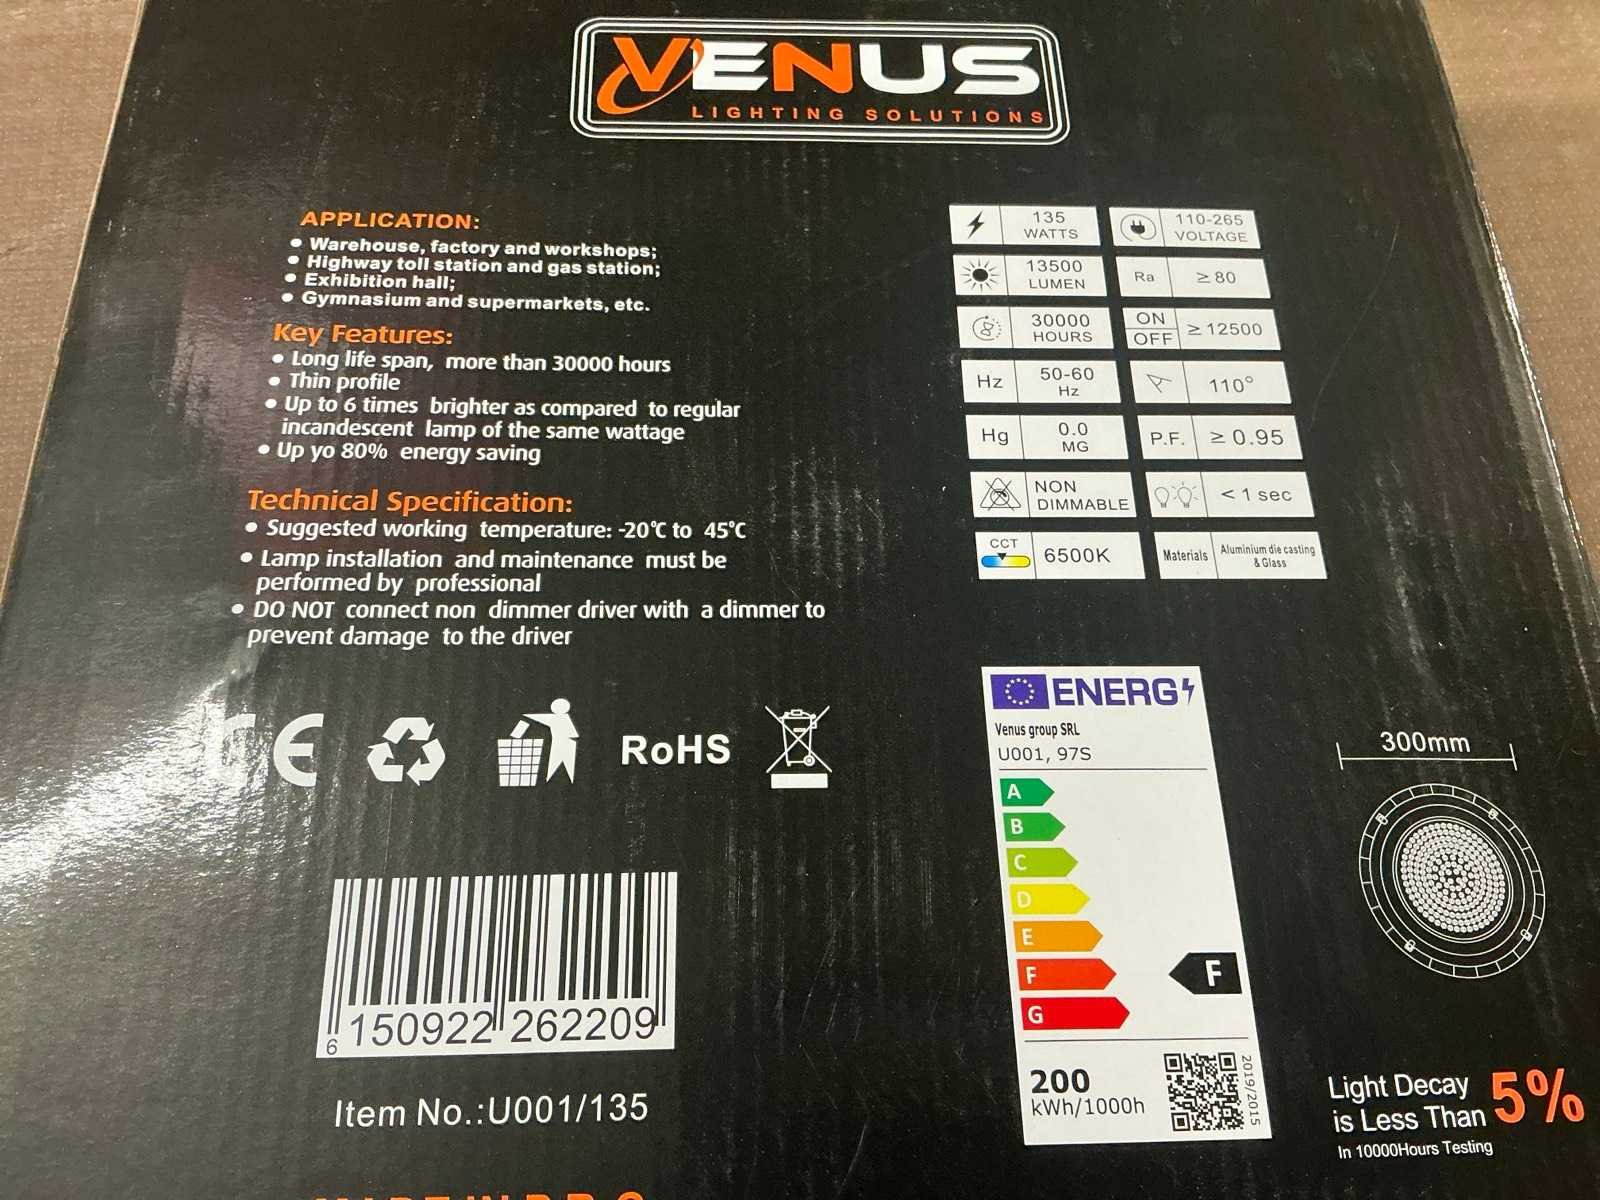 VENUS
LIGHTING SOLUTIONS
APPLICATION:
• Warehouse, factory and workshops;
• Highway toll station and gas station;
• Exhibition hall;
• Gymnasium and supermarkets, etc.
Key Features:
• Long life span, more than 30000 hours
• Thin profile
• Up to 6 times brighter as compared to regular
incandescent lamp of the same wattage
• Up yo 80% energy saving
Technical Specification:
• Suggested working temperature: -20°C to 45°C
• Lamp installation and maintenance must be
performed by professional
• DO NOT connect non dimmer driver with a dimmer to
prevent damage to the driver
135
WATTS
110-265
VOLTAGE
13500
LUMEN
Ra
≥ 80
30000
HOURS
ON
OFF
≥ 12500
Hz
50-60
Hz
110°
Hg
0.0
MG
P.F.
≥ 0.95
NON
DIMMABLE
< 1 sec
CCT
6500K
Materials
Aluminium die casting
& Glass
CE
RoHS
6 150922 262209
Item No.:U001/135
ENERG
Venus group SRL
U001, 97S
A
B
C
D
E
F
F
G
200
kWh/1000h
2019/2015
300mm
Light Decay
is Less Than 5%
In 10000Hours Testing